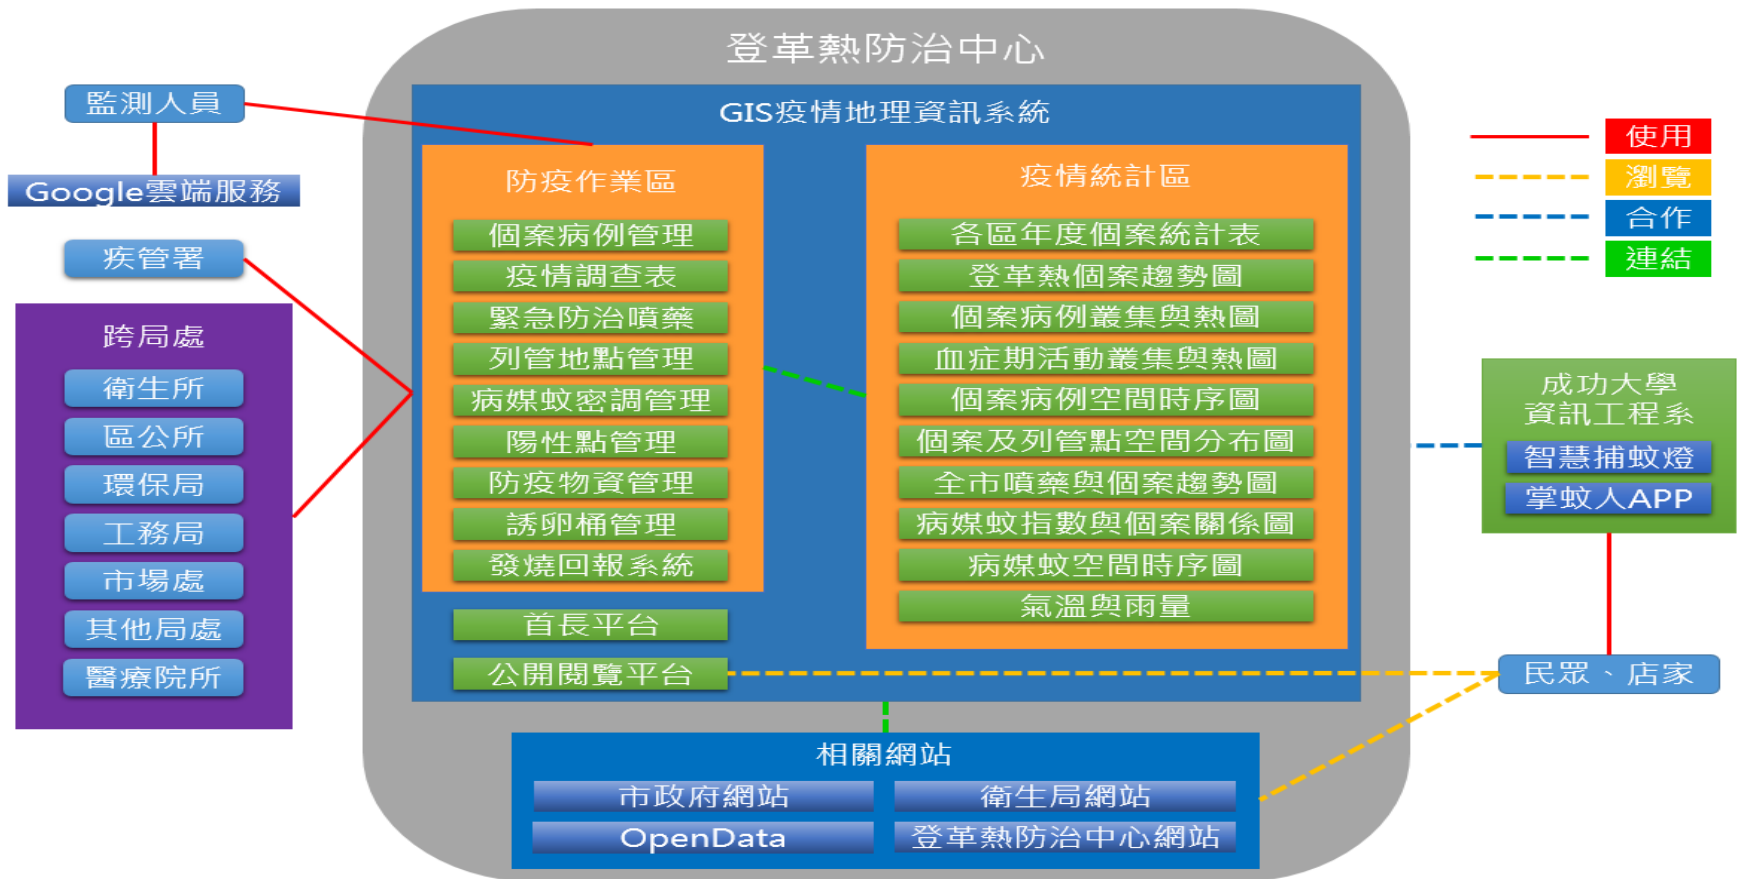 登革熱防治中心
監測人員
Google雲端服務
疾管署
跨局處
衛生所
區公所
環保局
工務局
市場處
其他局處
醫療院所
GIS疫情地理資訊系統
防疫作業區
個案病例管理
疫情調查表
緊急防治噴藥
列管地點管理
病媒蚊密調管理
陽性點管理
防疫物資管理
誘卵桶管理
發燒回報系統
首長平台
公開閱覽平台
疫情統計區
各區年度個案統計表
登革熱個案趨勢圖
個案病例叢集與熱圖
血症期活動叢集與熱圖
個案病例空間時序圖
個案及列管點空間分布圖
全市噴藥與個案趨勢圖
病媒蚊指數與個案關係圖
病媒蚊空間時序圖
氣溫與雨量
相關網站
市政府網站
衛生局網站
OpenData
登革熱防治中心網站
使用
瀏覽
合作
連結
成功大學
資訊工程系
智慧捕蚊燈
掌蚊人APP
民眾、店家